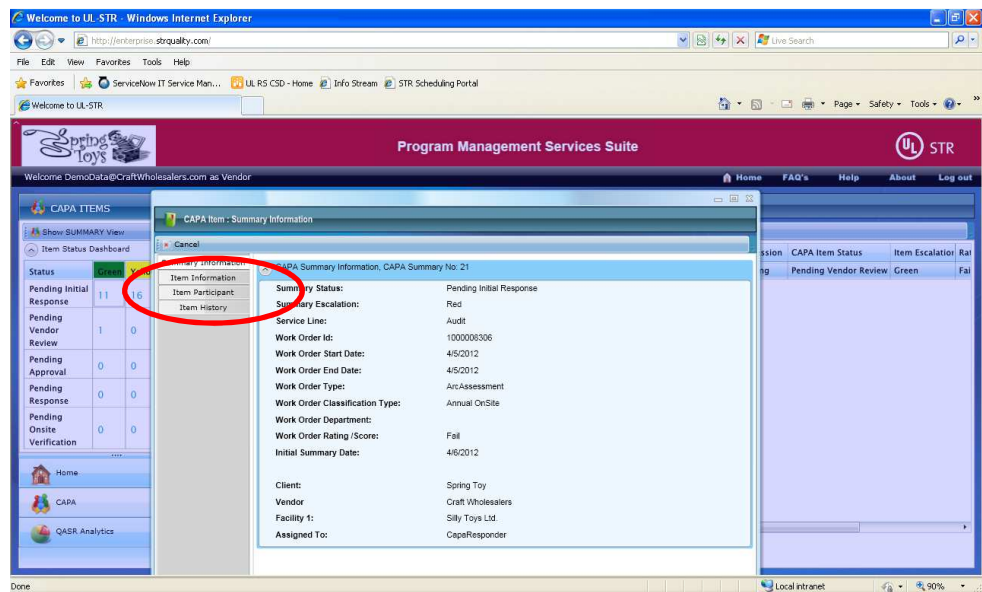 Welcome to UL-STR - Windows Internet Explorer
http://enterprise.strquality.com/
Live Search
File Edit View Favorites Tools Help
Favorites ServiceNow IT Service Man... UL RS CSD - Home Info Stream STR Scheduling Portal
Welcome to UL-STR
Page Safety Tools »
Spring Toys
Program Management Services Suite
UL STR
Welcome DemoData@CraftWholesalers.com as Vendor
Home FAQ's Help About Log out
CAPA ITEMS
CAPA Item : Summary Information
Show SUMMARY View
Cancel
Item Status Dashboard
Summary Information
Item Information
Item Participant
Item History
Status Green
Pending Initial Response 11 16
Pending Vendor Review 1 0
Pending Approval 0 0
Pending Response 0 0
Pending Onsite Verification 0 0
Home
CAPA
QASR Analytics
CAPA Summary Information, CAPA Summary No: 21
Summary Status: Pending Initial Response
Summary Escalation: Red
Service Line: Audit
Work Order Id: 1000006306
Work Order Start Date: 4/5/2012
Work Order End Date: 4/5/2012
Work Order Type: ArcAssessment
Work Order Classification Type: Annual OnSite
Work Order Department:
Work Order Rating /Score: Fail
Initial Summary Date: 4/6/2012
Client: Spring Toy
Vendor Craft Wholesalers
Facility 1: Silly Toys Ltd.
Assigned To: CapaResponder
ssion CAPA Item Status Item Escalation Rat
ng Pending Vendor Review Green Fai
Done
Local intranet
90%